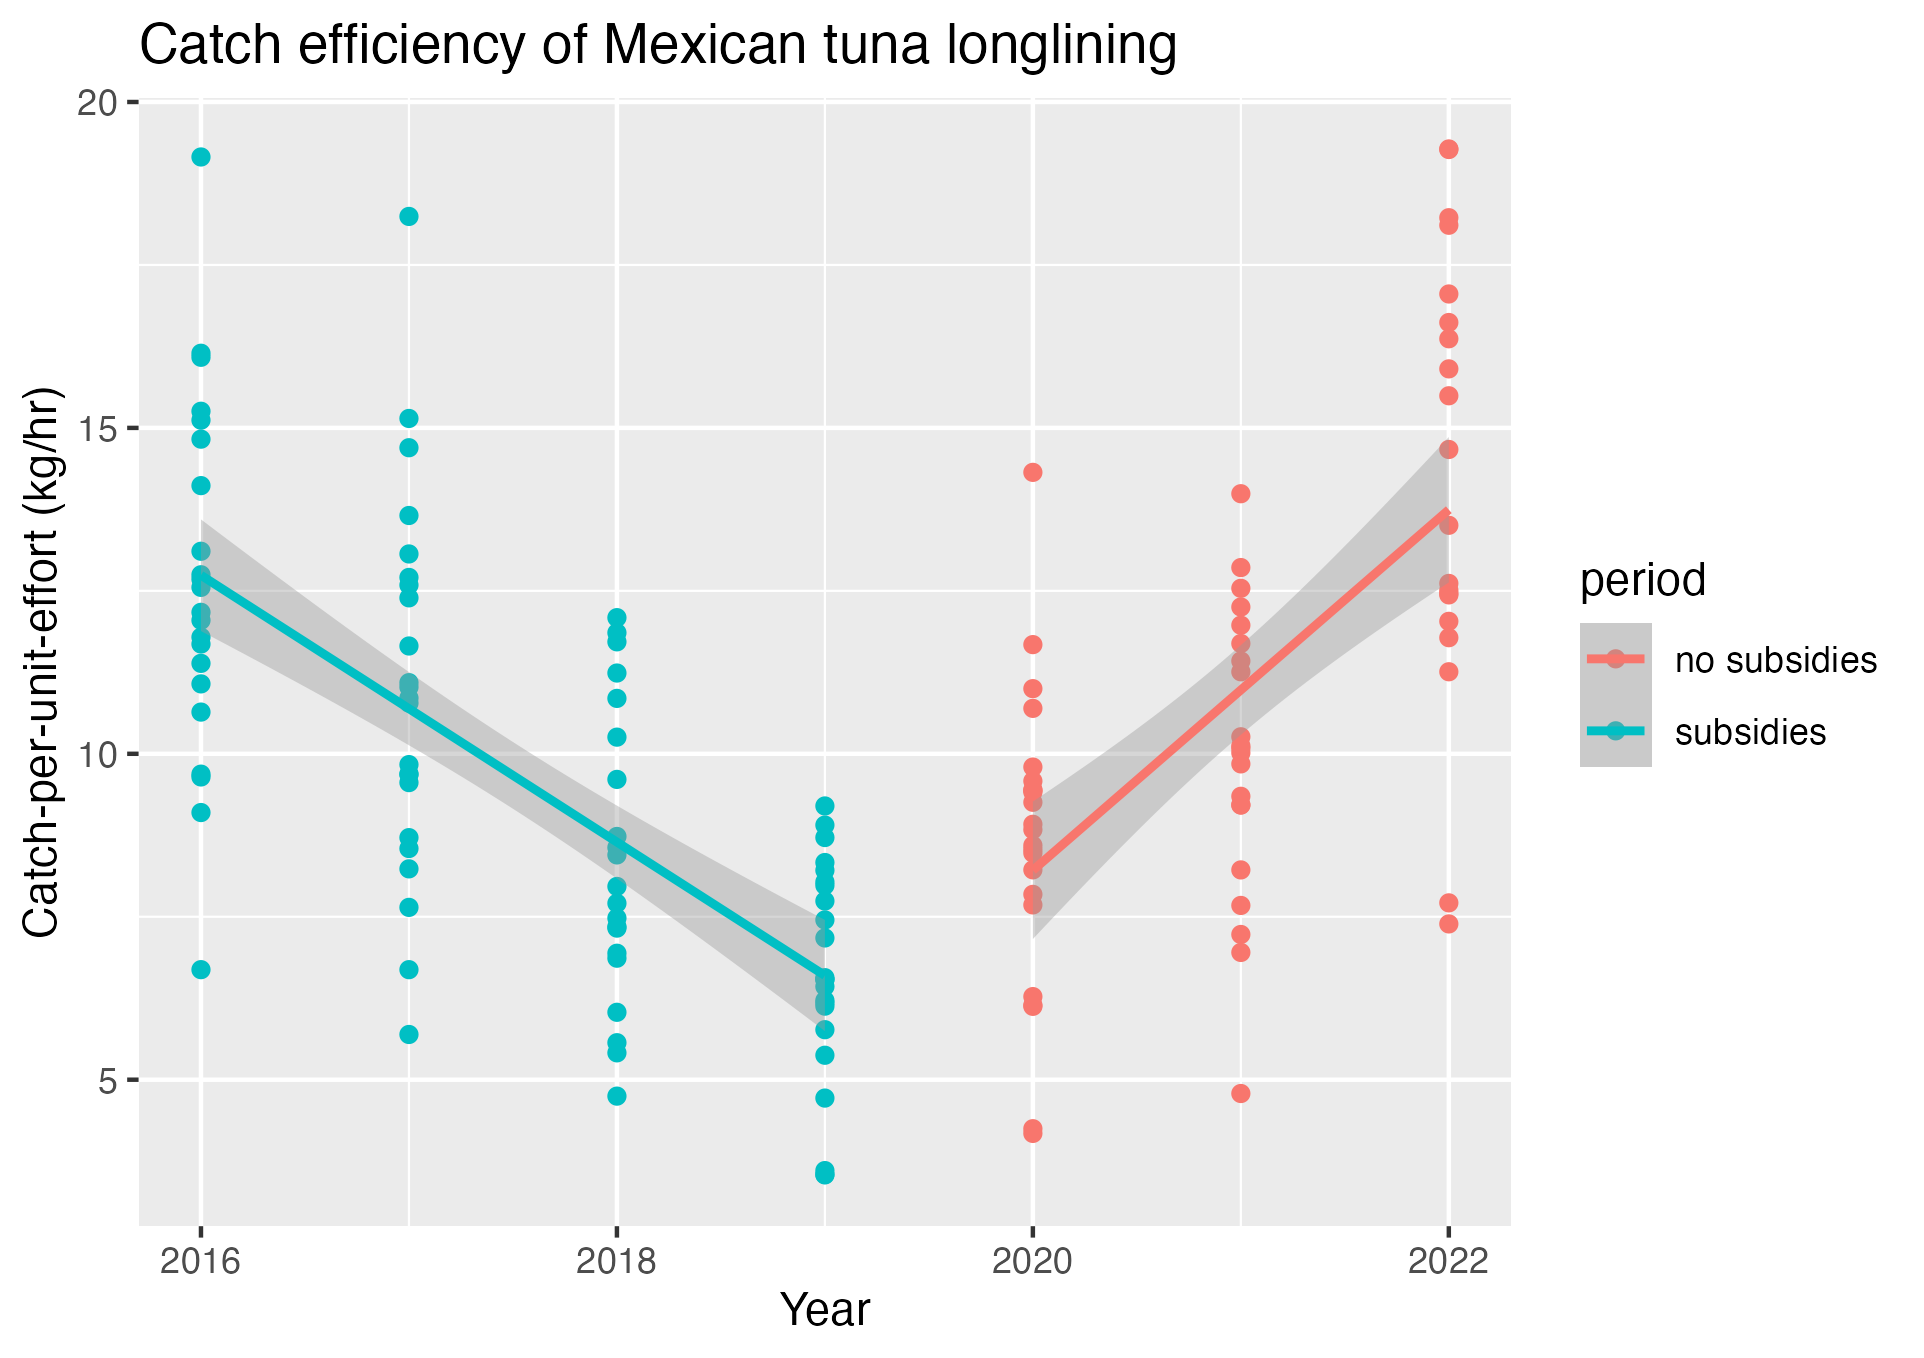 Catch efficiency of Mexican tuna longlining
Catch-per-unit-effort (kg/hr)
20
15
10
5
2016
2018
2020
2022
Year
period
no subsidies
subsidies